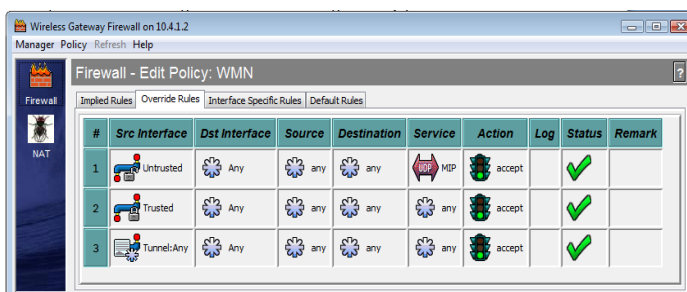 Wireless Gateway Firewall on 10.4.1.2
Manager Policy Refresh Help
Firewall - Edit Policy: WMN ?
Firewall
NAT
Implied Rules Override Rules Interface Specific Rules Default Rules
# Src Interface Dst Interface Source Destination Service Action Log Status Remark
1 Untrusted Any any any UDP MIP accept
2 Trusted Any any any any accept
3 Tunnel:Any Any any any any accept